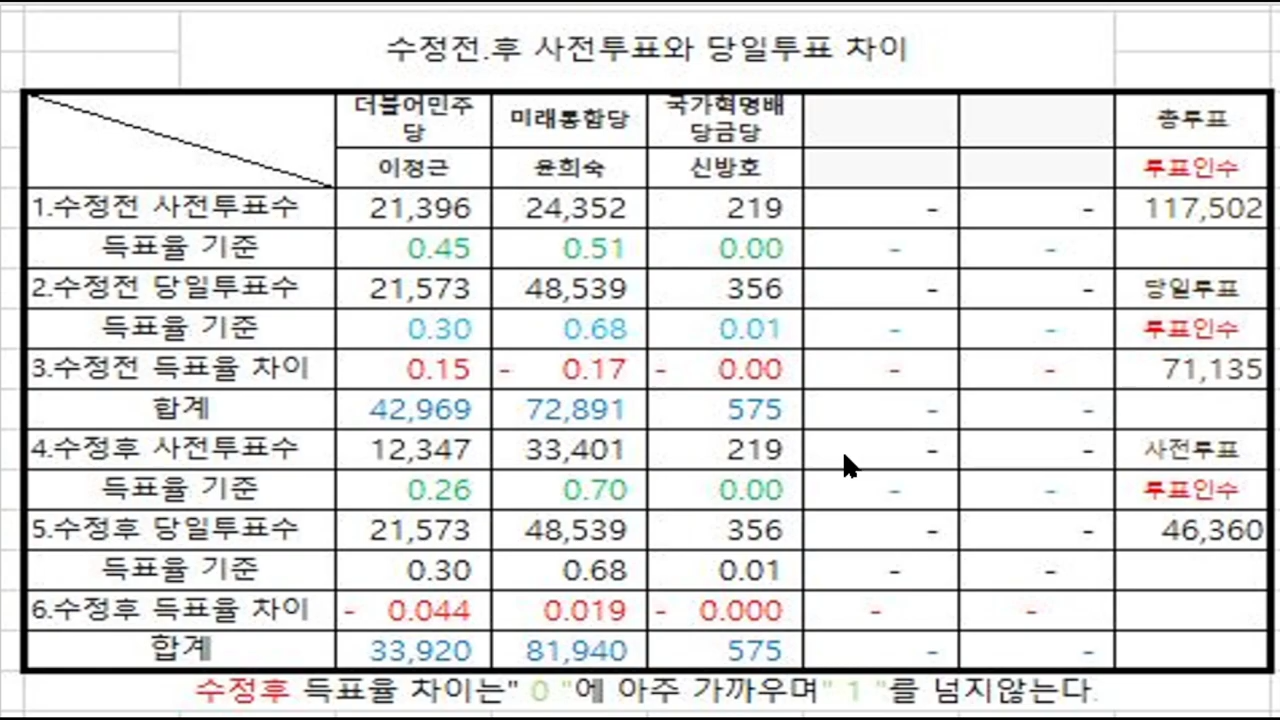 수정전.후 사전투표와 당일투표 차이
더불어민주당 미래통합당 국가혁명배당금당 총투표
이정근 윤희숙 신방호 투표인수
1.수정전 사전투표수 21,396 24,352 219 - - 117,502
득표율 기준 0.45 0.51 0.00 - -
2.수정전 당일투표수 21,573 48,539 356 - - 당일투표
득표율 기준 0.30 0.68 0.01 - - 투표인수
3.수정전 득표율 차이 0.15 - 0.17 - 0.00 - - 71,135
합계 42,969 72,891 575 - -
4.수정후 사전투표수 12,347 33,401 219 - - 사전투표
득표율 기준 0.26 0.70 0.00 - - 투표인수
5.수정후 당일투표수 21,573 48,539 356 - - 46,360
득표율 기준 0.30 0.68 0.01 - -
6.수정후 득표율 차이 - 0.044 0.019 - 0.000 - -
합계 33,920 81,940 575 - -
수정후 득표율 차이는" 0 "에 아주 가까우며" 1 "를 넘지않는다.